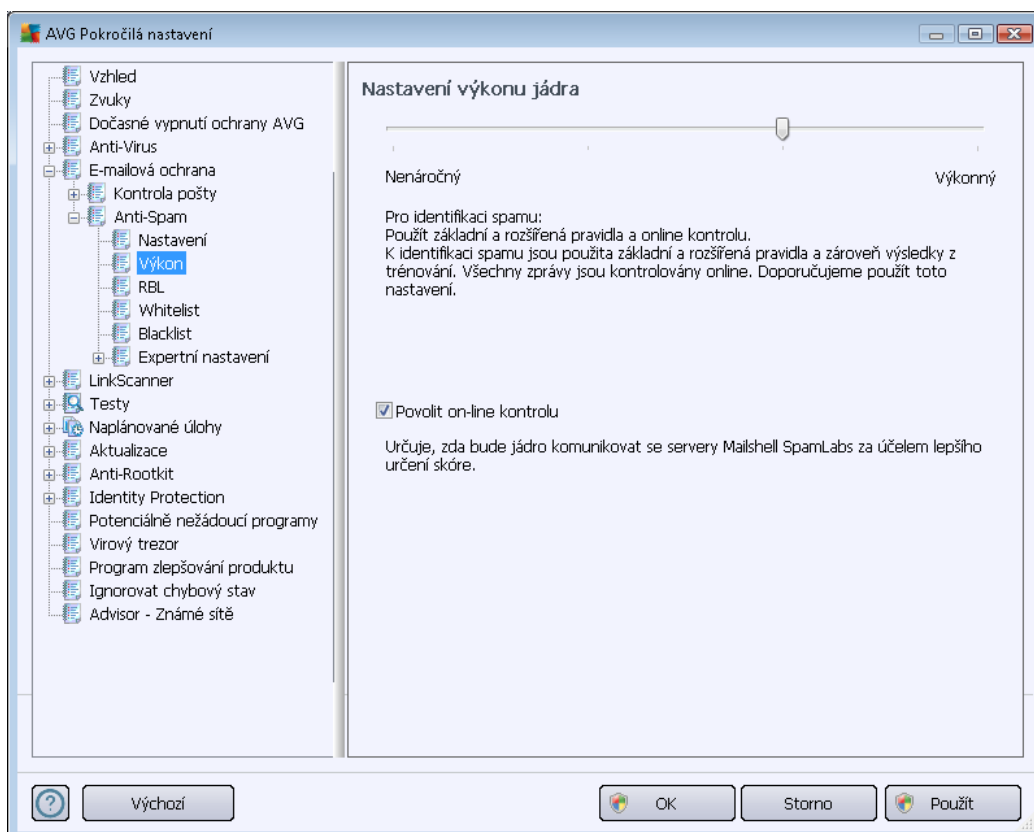 AVG Pokročilá nastavení
Vzhled
Zvuky
Dočasné vypnutí ochrany AVG
Anti-Virus
E-mailová ochrana
Kontrola pošty
Anti-Spam
Nastavení
Výkon
RBL
Whitelist
Blacklist
Expertní nastavení
LinkScanner
Testy
Naplánované úlohy
Aktualizace
Anti-Rootkit
Identity Protection
Potenciálně nežádoucí programy
Virový trezor
Program zlepšování produktu
Ignorovat chybový stav
Advisor - Známé sítě
Nastavení výkonu jádra
Nenáročný
Výkonný
Pro identifikaci spamu:
Použít základní a rozšířená pravidla a online kontrolu.
K identifikaci spamu jsou použita základní a rozšířená pravidla a zároveň výsledky z
trénování. Všechny zprávy jsou kontrolovány online. Doporučujeme použít toto
nastavení.
Povolit on-line kontrolu
Určuje, zda bude jádro komunikovat se servery Mailshell SpamLabs za účelem lepšího
určení skóre.
Výchozí
OK
Storno
Použít